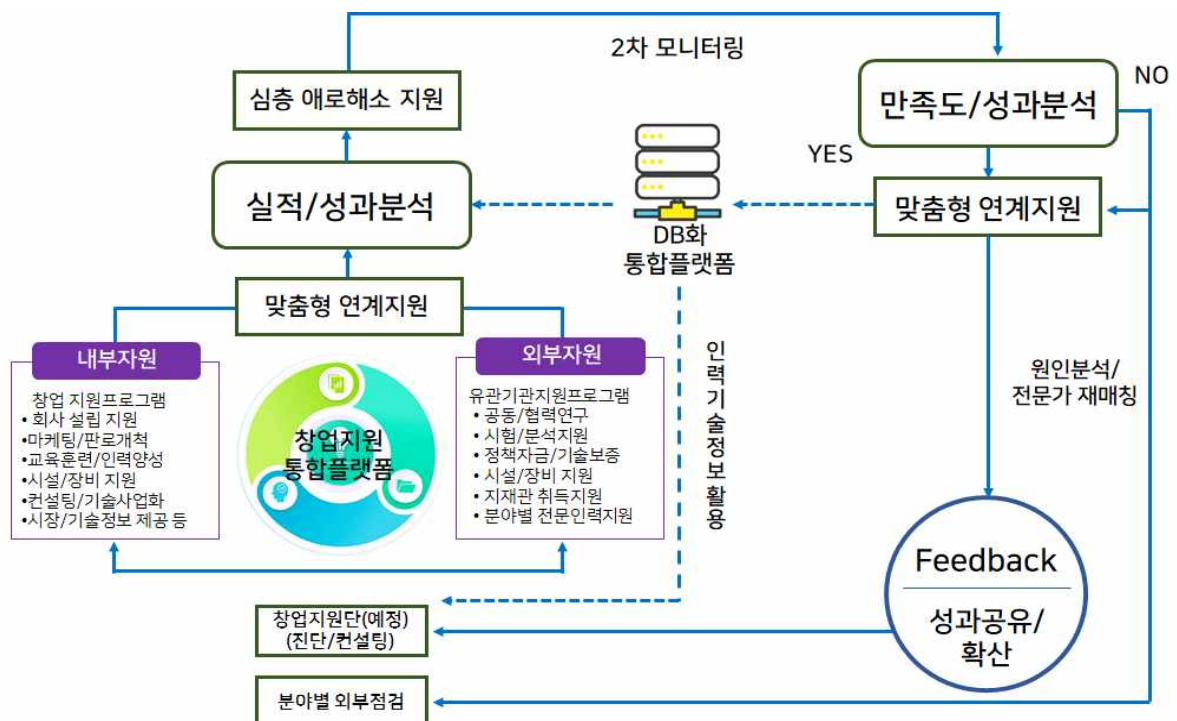 2차 모니터링
심층 애로해소 지원
만족도/성과분석
NO
YES
실적/성과분석
맞춤형 연계지원
DB화
통합플랫폼
맞춤형 연계지원
내부자원
창업 지원프로그램
• 회사 설립 지원
•마케팅/판로개척
•교육훈련/인력양성
•시설/장비 지원
•컨설팅/기술사업화
•시장/기술정보 제공 등
창업지원
통합플랫폼
외부자원
유관기관지원프로그램
• 공동/협력연구
• 시험/분석지원
• 정책자금/기술보증
• 시설/장비 지원
• 지재관 취득지원
• 분야별 전문인력지원
인력기술정보활용
원인분석/
전문가 재매칭
Feedback
성과공유/
확산
창업지원단(예정)
(진단/컨설팅)
분야별 외부점검